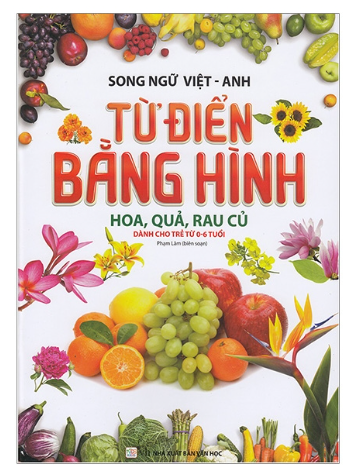 SONG NGỮ VIỆT - ANH
TỪ ĐIỂN
BẰNG HÌNH
HOA, QUẢ, RAU CỦ
DÀNH CHO TRẺ TỪ 0-6 TUỔI
Phạm Lâm (biên soạn)
NHÀ XUẤT BẢN VĂN HỌC